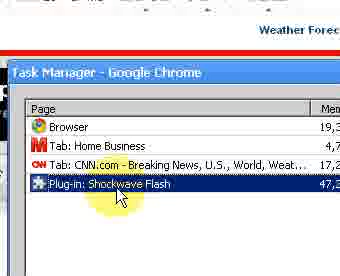 Weather Forec
Task Manager - Google Chrome
Page Mem
Browser 19,3
Tab: Home Business 4,7
CNN Tab: CNN.com - Breaking News, U.S., World, Weat... 17,3
Plug-in: Shockwave Flash 47,3